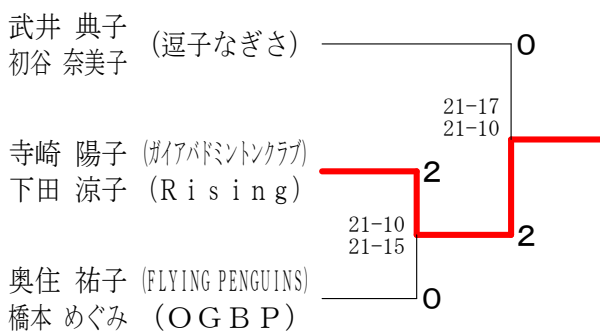 武井 典子
初谷 奈美子
(逗子なぎさ)
0
21-17
21-10
寺崎 陽子 (ガイアバドミントンクラブ)
下田 涼子 (Rising)
2
21-10
21-15
2
奥住 祐子 (FLYING PENGUINS)
橋本 めぐみ (OGBP)
0